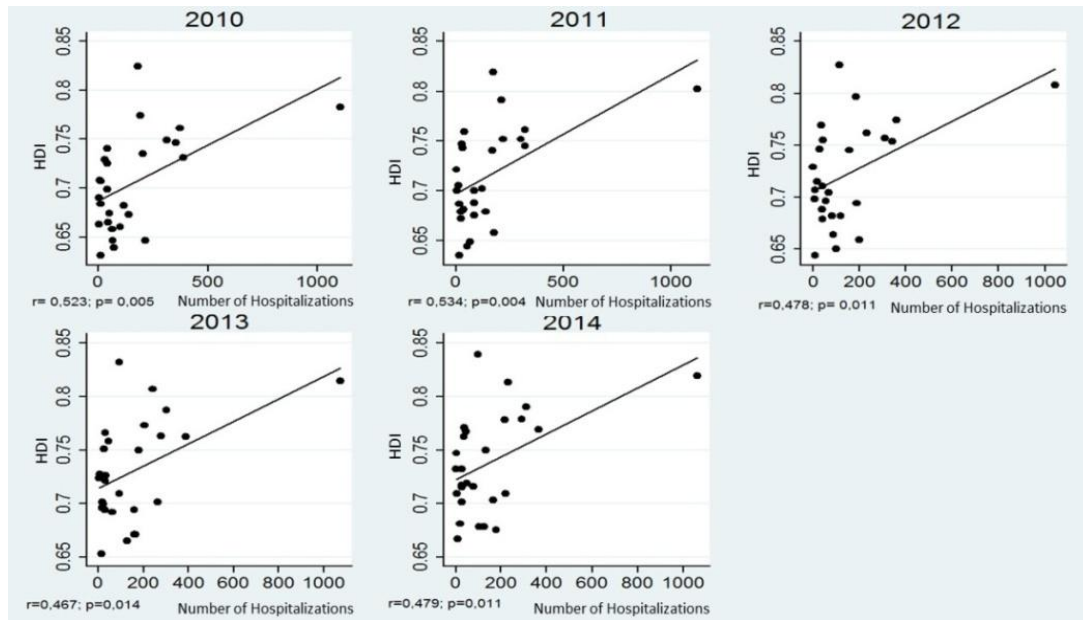 2010
0.85
0.8
0.75
0.7
0.65
HDI
0 500 1000
r= 0,523; p= 0,005 Number of Hospitalizations
2011
0.85
0.8
0.75
0.7
0.65
HDI
0 500 1000
r= 0,534; p=0,004 Number of Hospitalizations
2012
0.85
0.8
0.75
0.7
0.65
HDI
0 200 400 600 800 1000
r=0,478; p= 0,011 Number of Hospitalizations
2013
0.85
0.8
0.75
0.7
0.65
HDI
0 200 400 600 800 1000
r=0,467; p=0,014 Number of Hospitalizations
2014
0.85
0.8
0.75
0.7
0.65
HDI
0 200 400 600 800 1000
r=0,479; p=0,011 Number of Hospitalizations